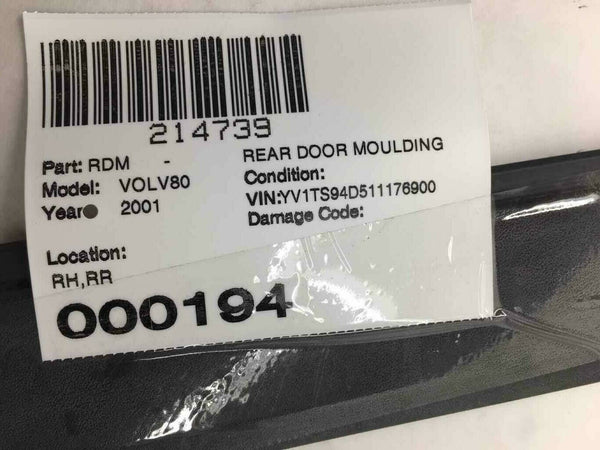 214739
Part: RDM - REAR DOOR MOULDING
Model: VOLV80 Condition:
Year: 2001 VIN:YV1TS94D511176900
Damage Code:
Location:
RH,RR
000194